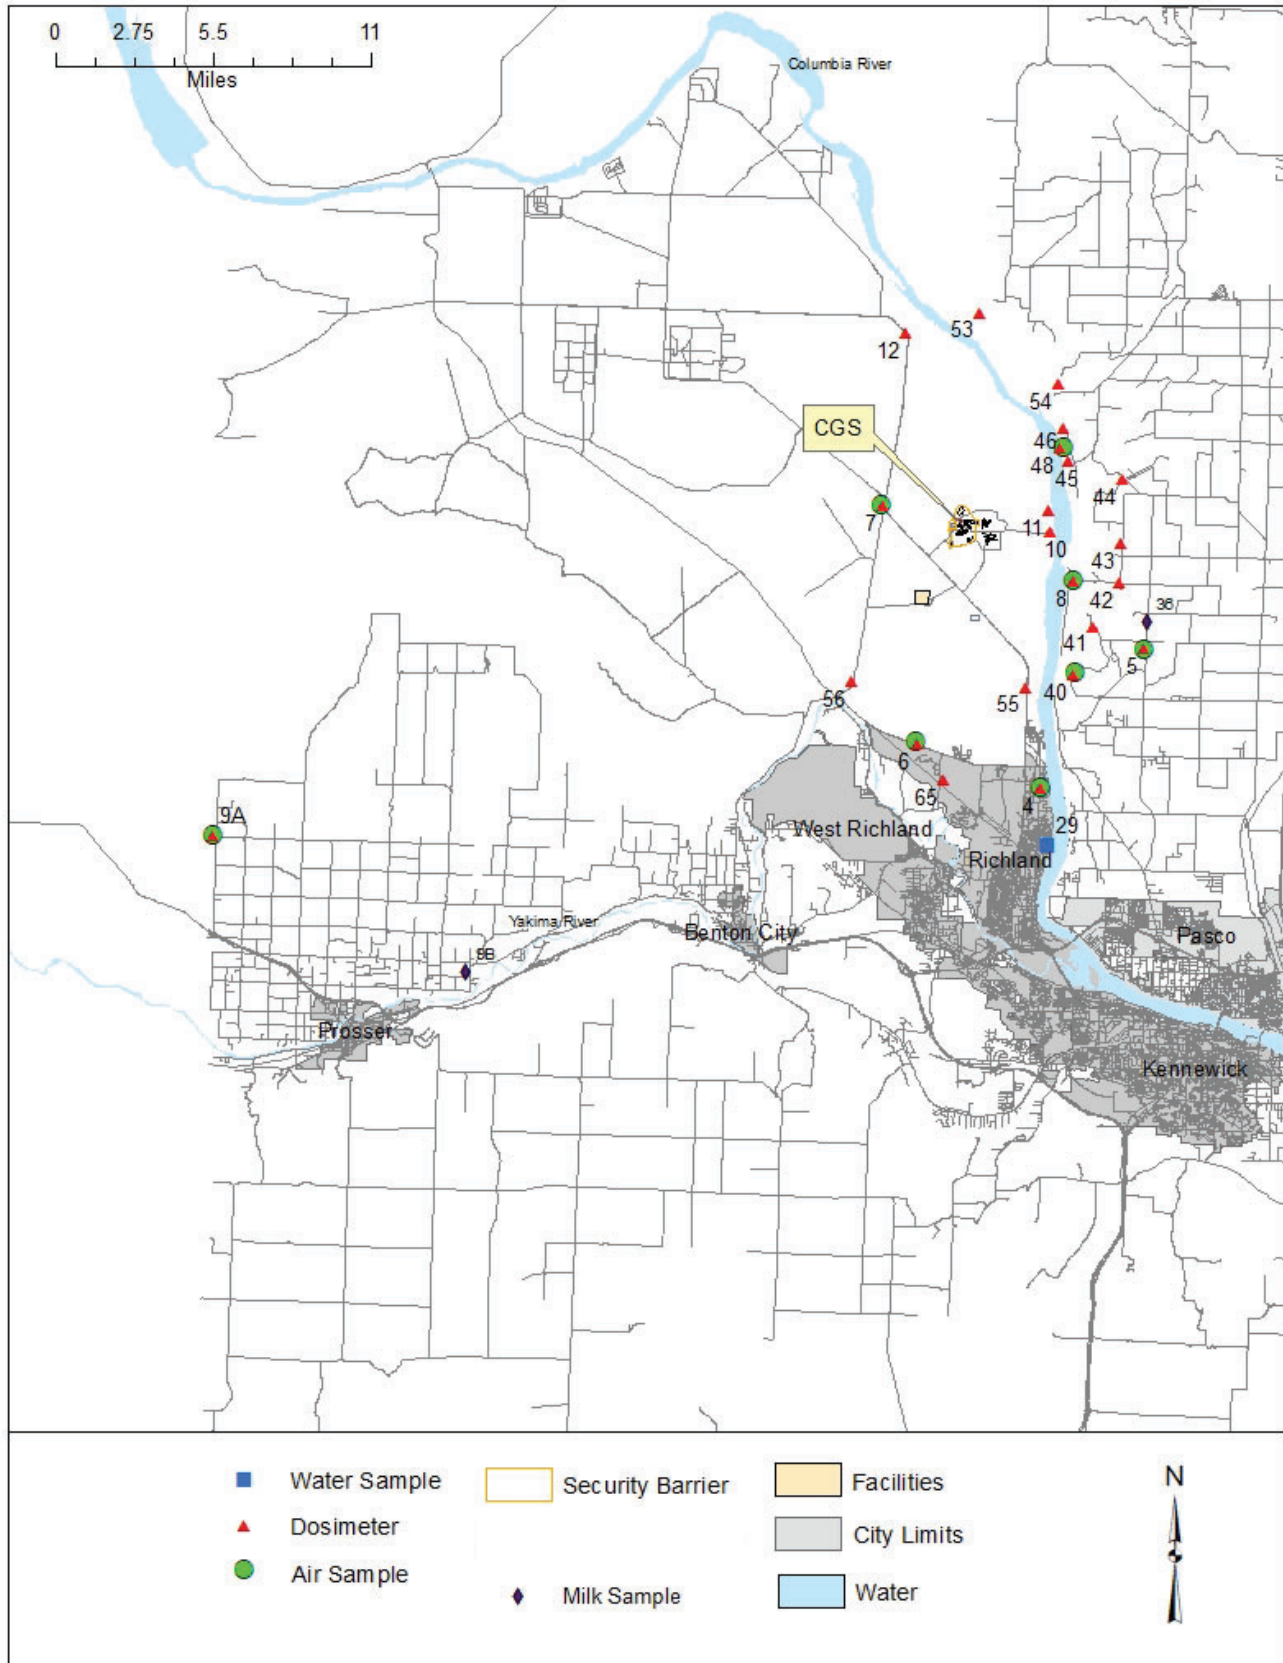 0 2.75 5.5 11
Miles
Columbia River
53
12
54
CGS
46
48
45
44
7
11
10
43
8
42
36
41
5
40
56
55
6
65
4
9A
29
West Richland
Richland
Yakima River
Benton City
Pasco
9B
Prosser
Kennewick
N
Water Sample
Security Barrier
Facilities
Dosimeter
City Limits
Air Sample
Milk Sample
Water